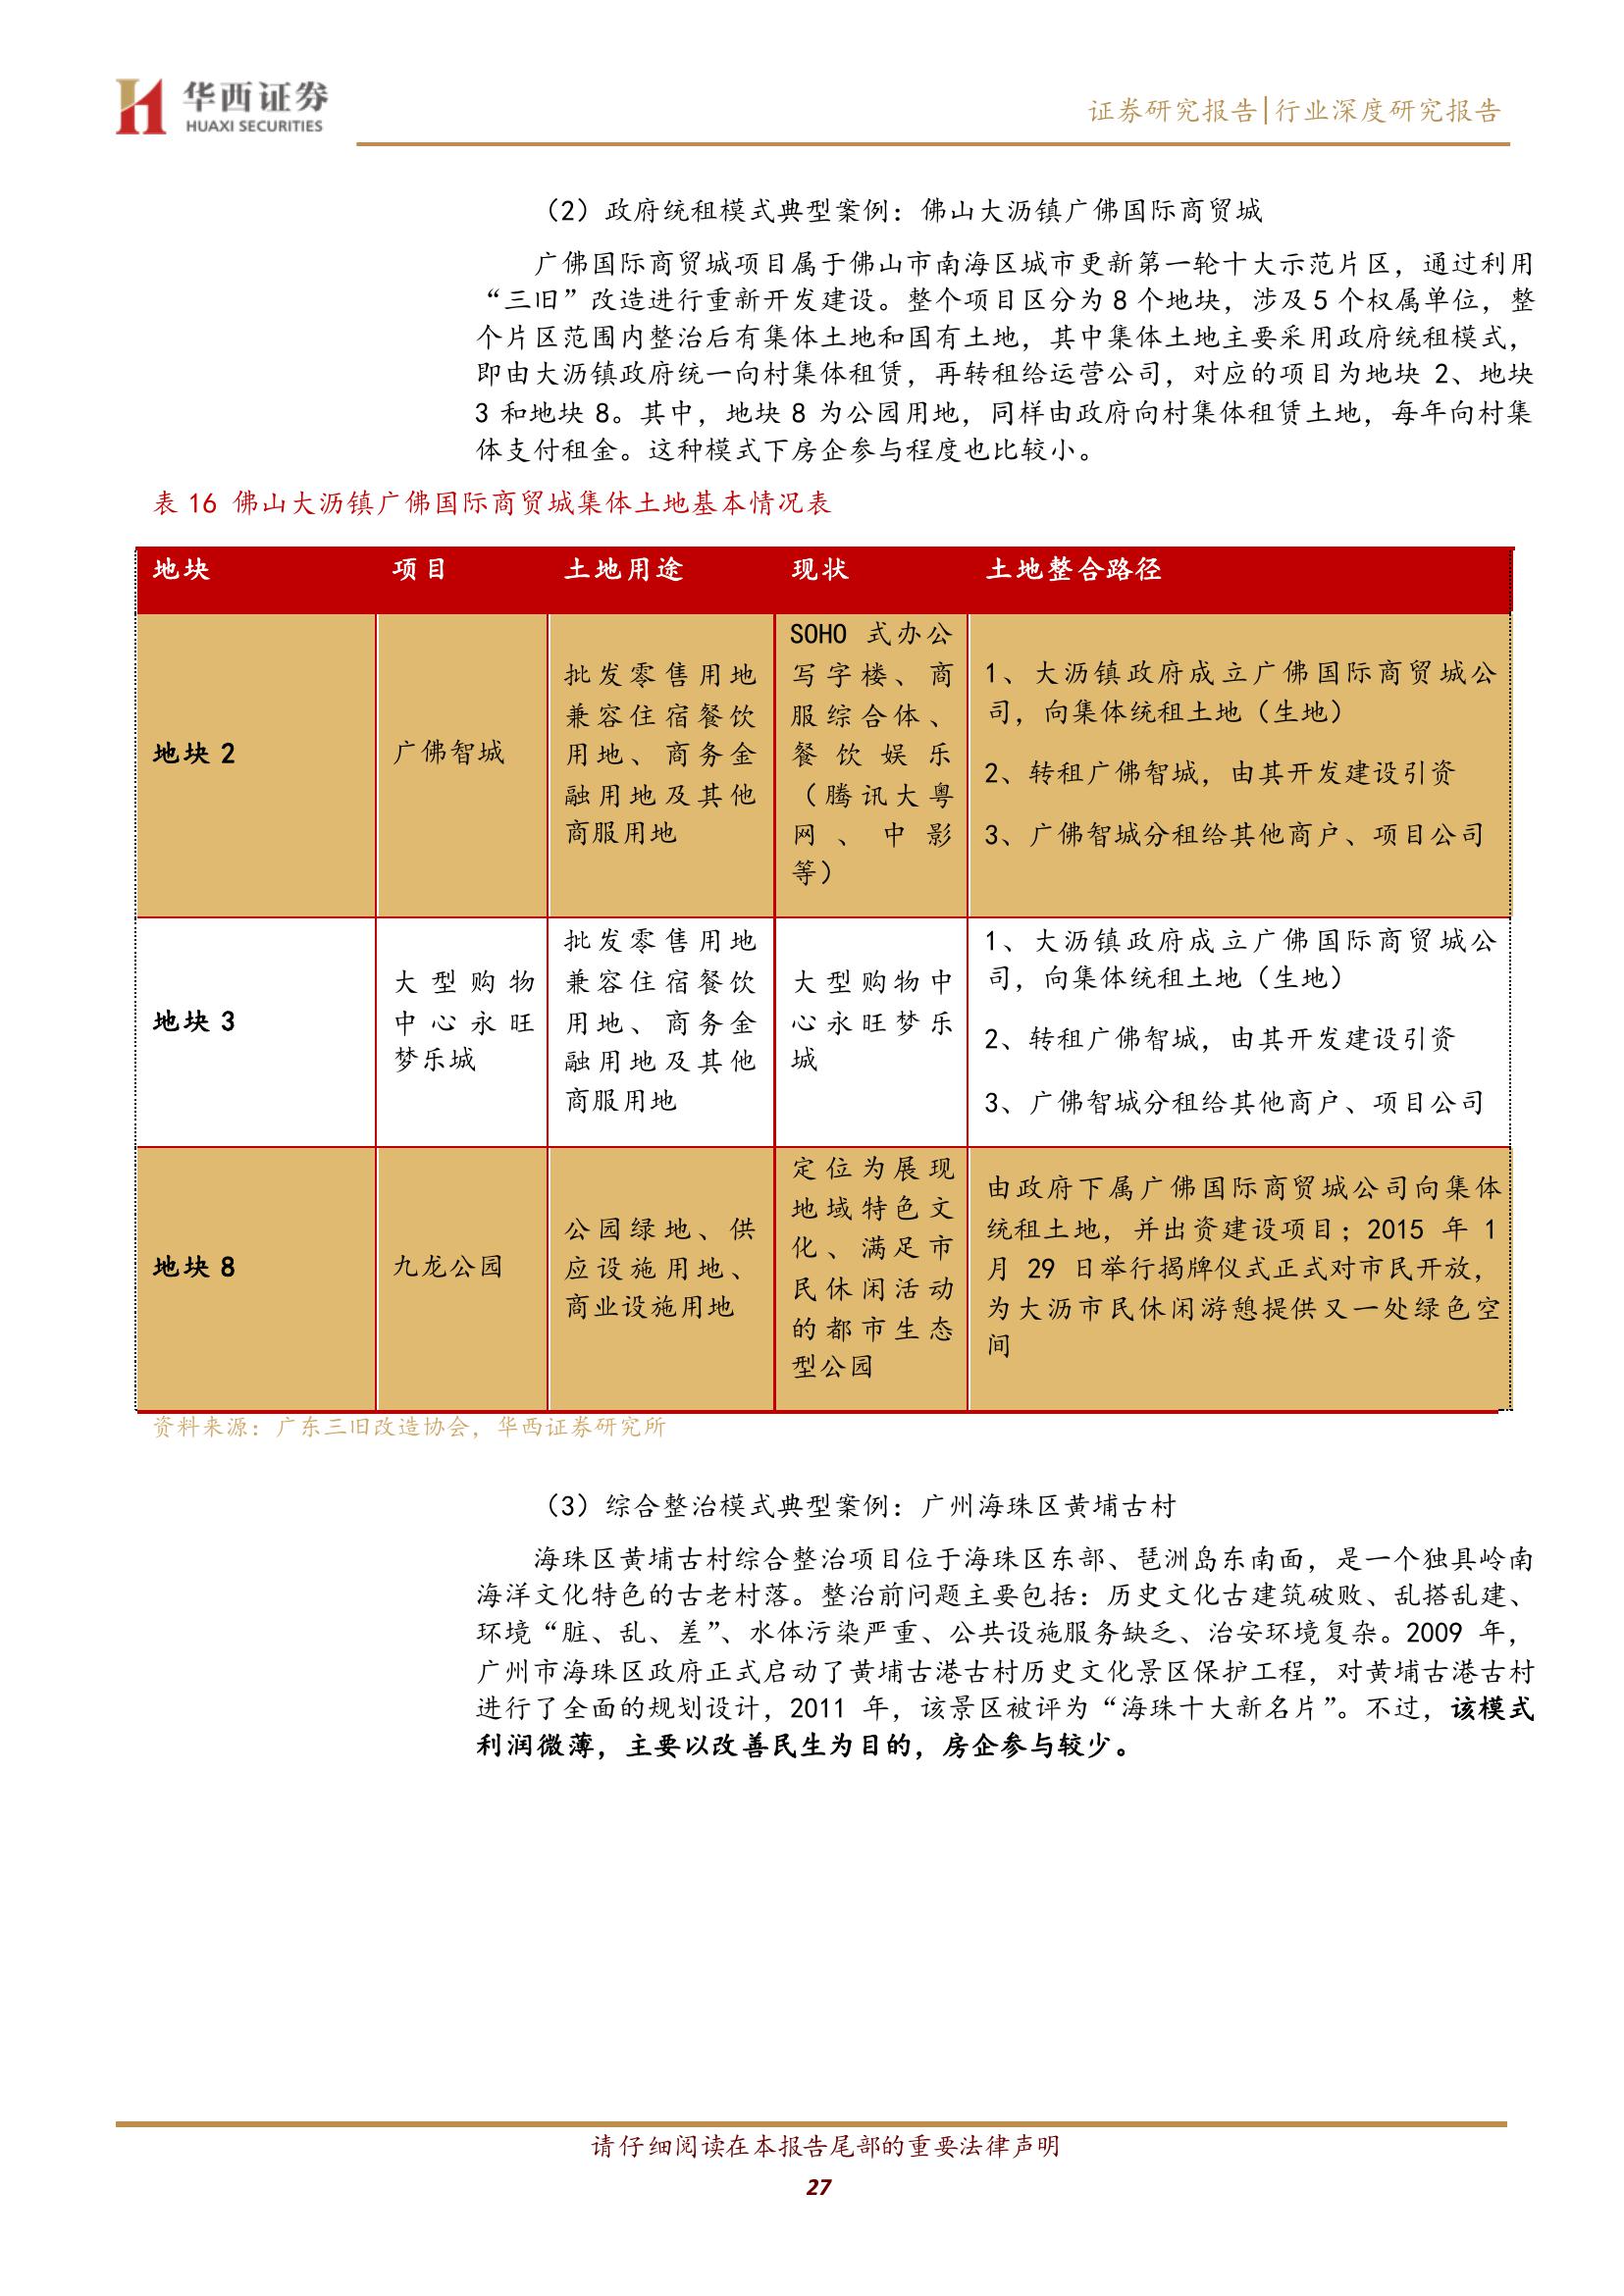 华西证券
HUAXI SECURITIES
证券研究报告|行业深度研究报告
（2）政府统租模式典型案例：佛山大沥镇广佛国际商贸城
广佛国际商贸城项目属于佛山市南海区城市更新第一轮十大示范片区，通过利用
“三旧”改造进行重新开发建设。整个项目区分为 8 个地块，涉及 5 个权属单位，整
个片区范围内整治后有集体土地和国有土地，其中集体土地主要采用政府统租模式，
即由大沥镇政府统一向村集体租赁，再转租给运营公司，对应的项目为地块 2、地块
3 和地块 8。其中，地块 8 为公园用地，同样由政府向村集体租赁土地，每年向村集
体支付租金。这种模式下房企参与程度也比较小。
表 16 佛山大沥镇广佛国际商贸城集体土地基本情况表
地块 项目 土地用途 现状 土地整合路径
地块 2
广佛智城
批发零售用地
兼容住宿餐饮
用地、商务金
融用地及其他
商服用地
SOHO 式办公
写字楼、商
服综合体、
餐饮娱乐
（腾讯大粤
网、中影
等）
1、大沥镇政府成立广佛国际商贸城公
司，向集体统租土地（生地）
2、转租广佛智城，由其开发建设引资
3、广佛智城分租给其他商户、项目公司
地块 3
大型购物
中心永旺
梦乐城
批发零售用地
兼容住宿餐饮
用地、商务金
融用地及其他
商服用地
大型购物中
心永旺梦乐
城
1、大沥镇政府成立广佛国际商贸城公
司，向集体统租土地（生地）
2、转租广佛智城，由其开发建设引资
3、广佛智城分租给其他商户、项目公司
地块 8
九龙公园
公园绿地、供
应设施用地、
商业设施用地
定位为展现
地域特色文
化、满足市
民休闲活动
的都市生态
型公园
由政府下属广佛国际商贸城公司向集体
统租土地，并出资建设项目；2015 年 1
月 29 日举行揭牌仪式正式对市民开放，
为大沥市民休闲游憩提供又一处绿色空
间
资料来源：广东三旧改造协会，华西证券研究所
（3）综合整治模式典型案例：广州海珠区黄埔古村
海珠区黄埔古村综合整治项目位于海珠区东部、琶洲岛东南面，是一个独具岭南
海洋文化特色的古老村落。整治前问题主要包括：历史文化古建筑破败、乱搭乱建、
环境“脏、乱、差”、水体污染严重、公共设施服务缺乏、治安环境复杂。2009 年，
广州市海珠区政府正式启动了黄埔古港古村历史文化景区保护工程，对黄埔古港古村
进行了全面的规划设计，2011 年，该景区被评为“海珠十大新名片”。不过，该模式
利润微薄，主要以改善民生为目的，房企参与较少。
请仔细阅读在本报告尾部的重要法律声明
27